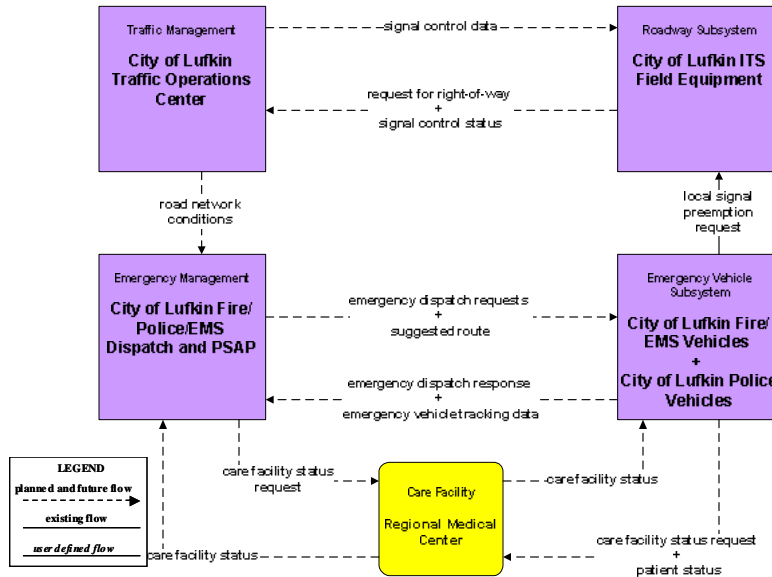 Traffic Management
City of Lufkin
Traffic Operations
Center
signal control data
Roadway Subsystem
City of Lufkin ITS
Field Equipment
request for right-of-way
+
signal control status
road network
conditions
local signal
preemption
request
Emergency Management
City of Lufkin Fire/
Police/EMS
Dispatch and PSAP
emergency dispatch requests
+
suggested route
Emergency Vehicle
Subsystem
City of Lufkin Fire/
EMS Vehicles
+
City of Lufkin Police
Vehicles
emergency dispatch response
+
emergency vehicle tracking data
LEGEND
planned and future flow
existing flow
user defined flow
care facility status
request
Care Facility
Regional Medical
Center
care facility status
care facility status
care facility status request
+
patient status